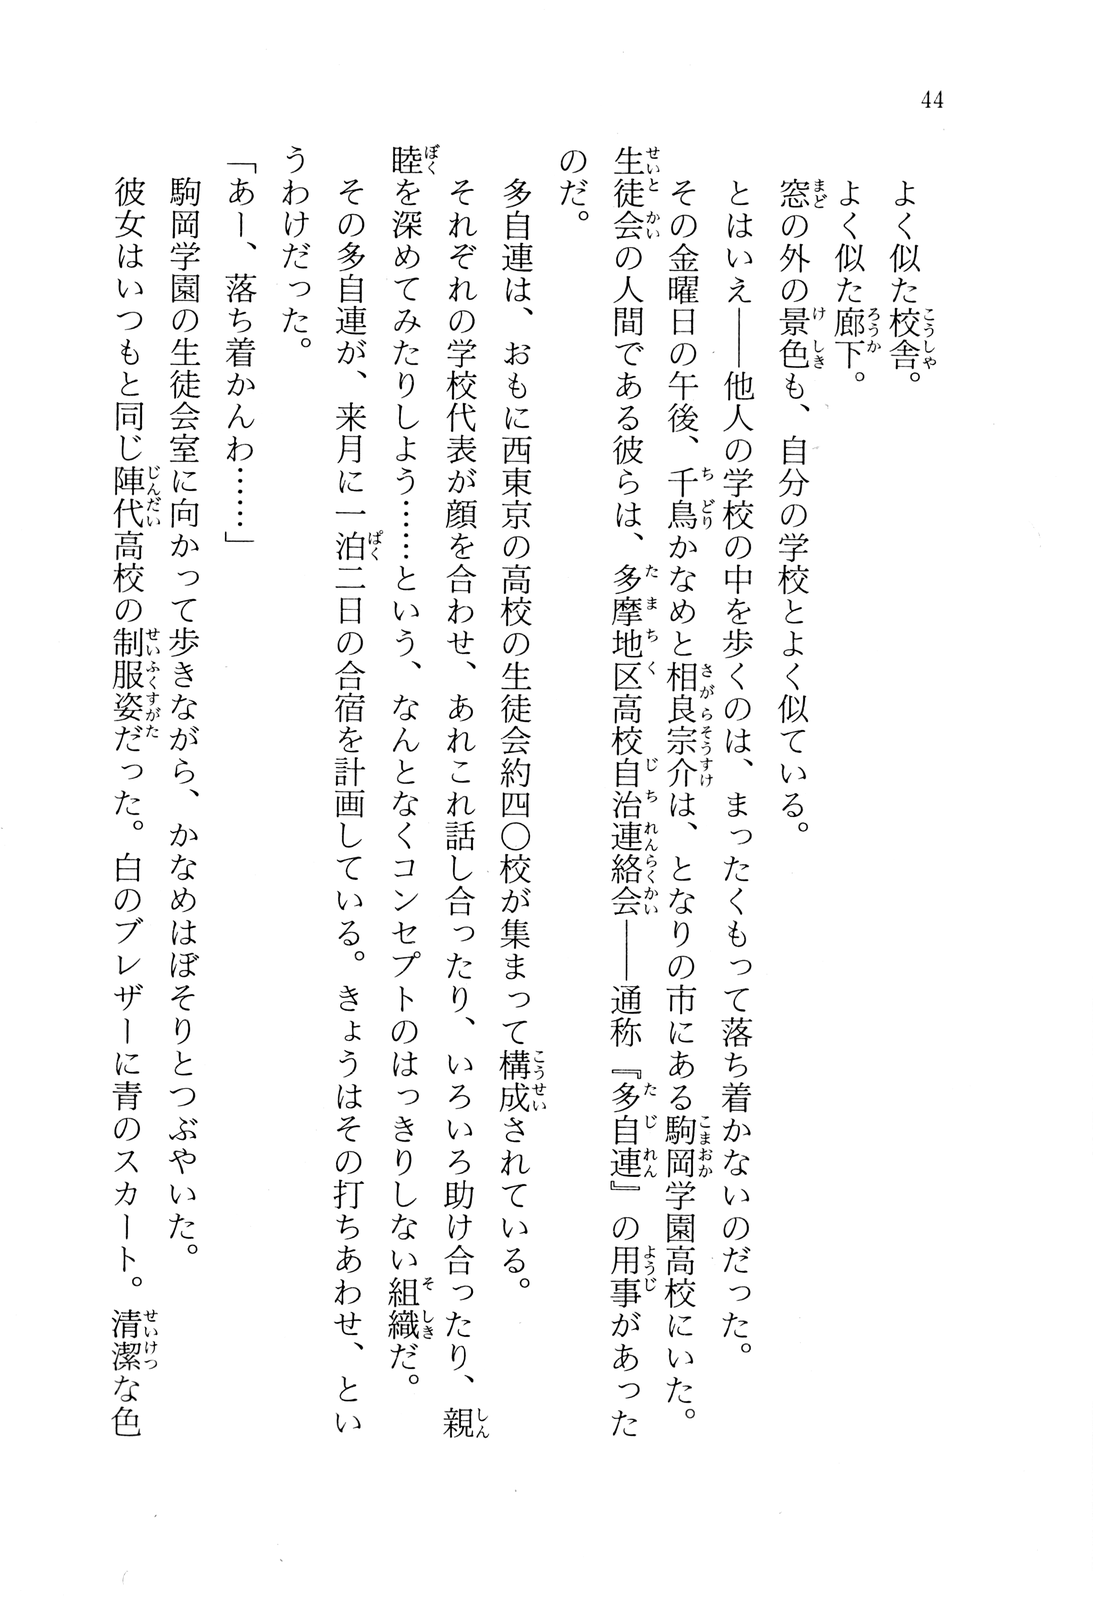 44
よく似た校舎。
よく似た廊下。
窓の外の景色も、自分の学校とよく似ている。
とはいえ――他人の学校の中を歩くのは、まったくもって落ち着かないのだった。
その金曜日の午後、千鳥かなめと相良宗介は、となりの市にある駒岡学園高校にいた。
生徒会の人間である彼らは、多摩地区高校自治連絡会――通称『多自連』の用事があった
のだ。
多自連は、おもに西東京の高校の生徒会約四〇校が集まって構成されている。
それぞれの学校代表が顔を合わせ、あれこれ話し合ったり、いろいろ助け合ったり、親
睦を深めてみたりしよう……という、なんとなくコンセプトのはっきりしない組織だ。
その多自連が、来月に一泊二日の合宿を計画している。きょうはその打ちあわせ、とい
うわけだった。
「あー、落ち着かんわ……」
駒岡学園の生徒会室に向かって歩きながら、かなめはぼそりとつぶやいた。
彼女はいつもと同じ陣代高校の制服姿だった。白のブレザーに青のスカート。清潔な色